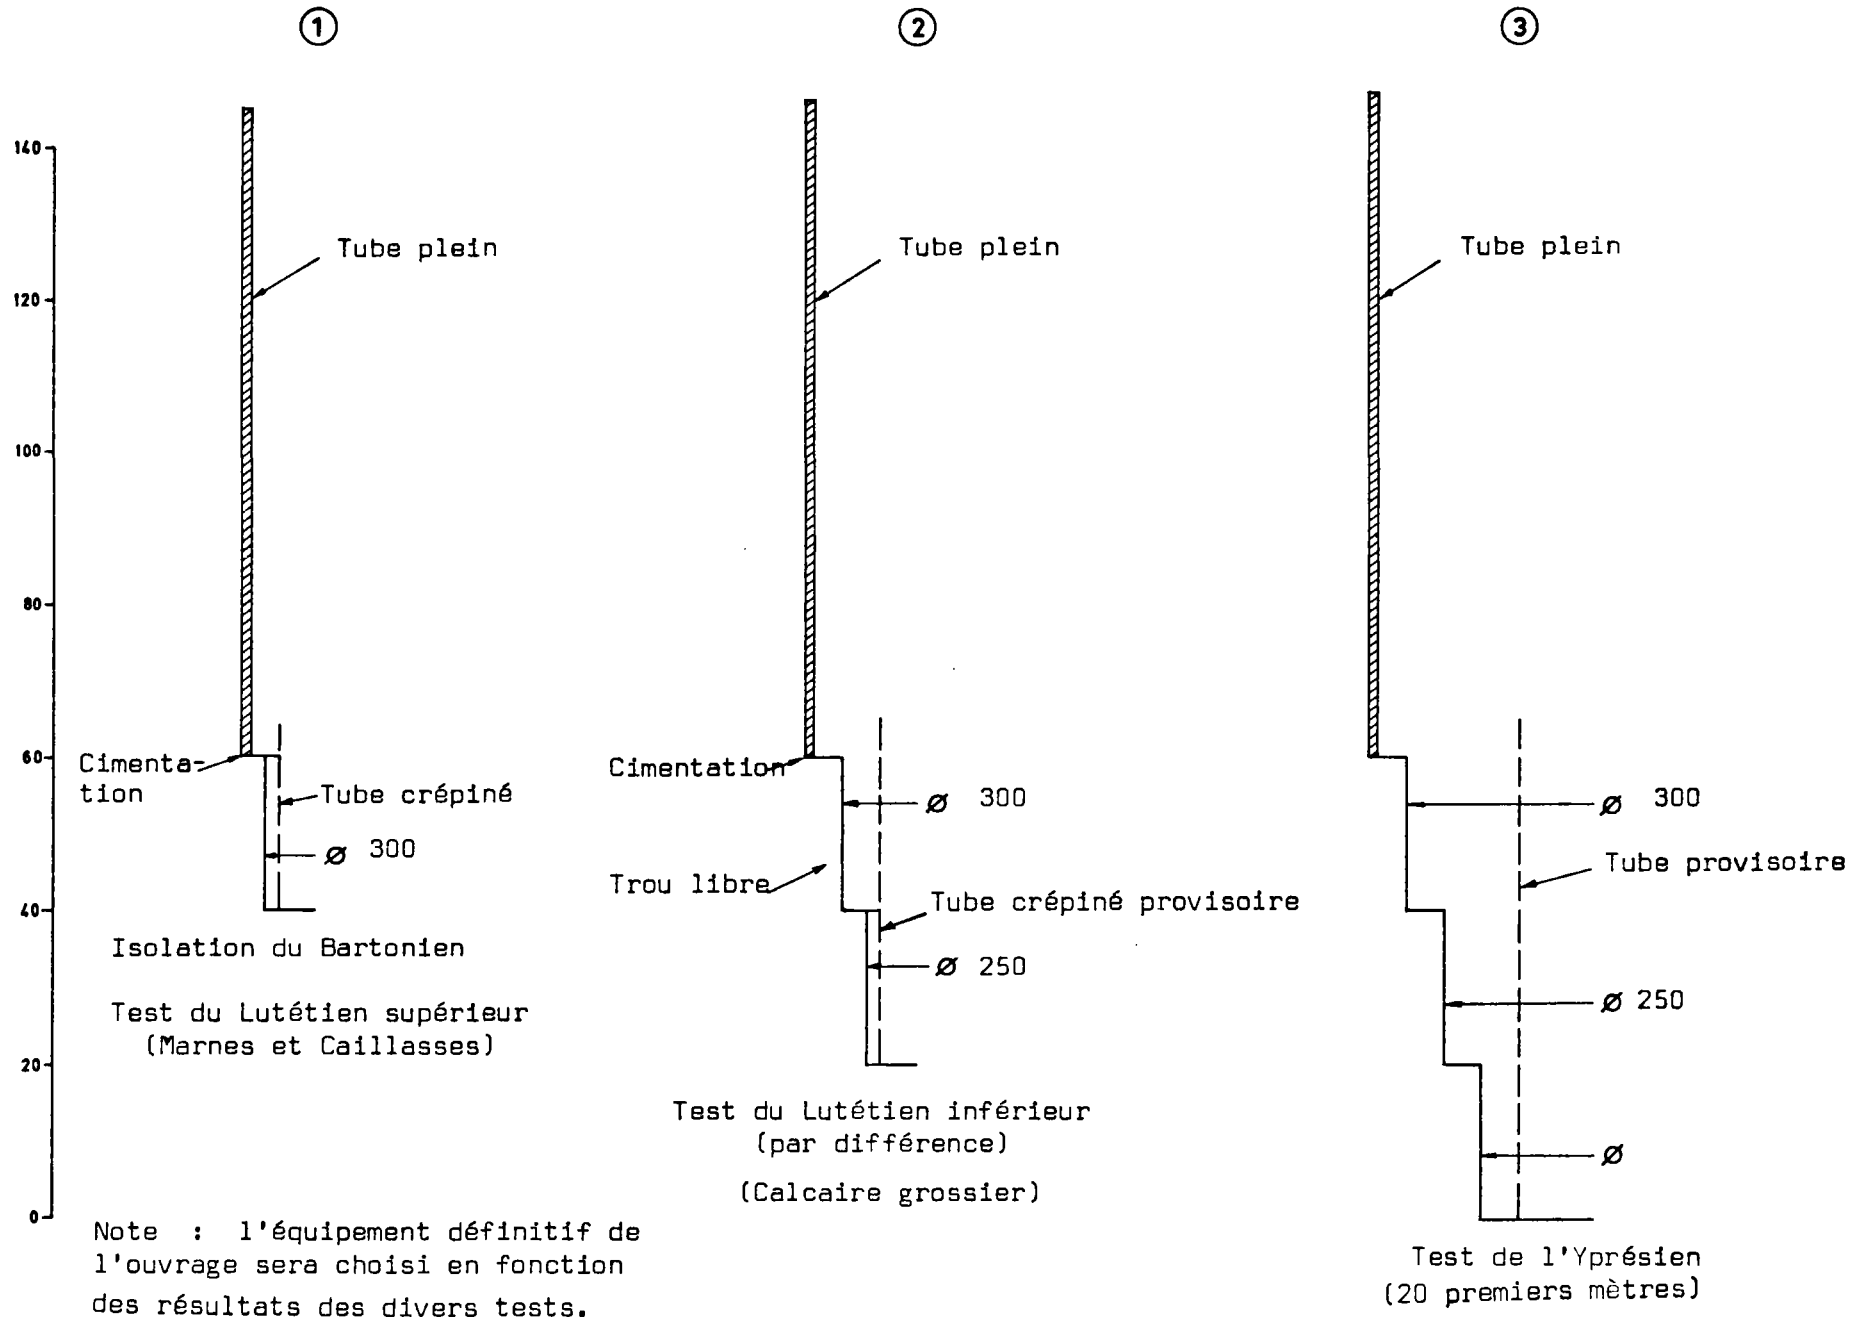 1
2
3
140
120
100
80
60
40
20
0
Tube plein
Cimenta-
tion
Tube crépiné
Ø 300
Isolation du Bartonien
Test du Lutétien supérieur
(Marnes et Caillasses)
Note : l'équipement définitif de
l'ouvrage sera choisi en fonction
des résultats des divers tests.
Tube plein
Cimentation
Ø 300
Trou libre
Tube crépiné provisoire
Ø 250
Test du Lutétien inférieur
(par différence)
(Calcaire grossier)
Tube plein
Ø 300
Tube provisoire
Ø 250
Ø
Test de l'Yprésien
(20 premiers mètres)